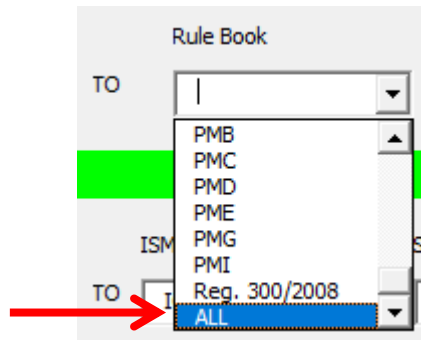 Rule Book
TO
PMB
PMC
PMD
PME
PMG
ISM
PMI
TO
Reg. 300/2008
ALL